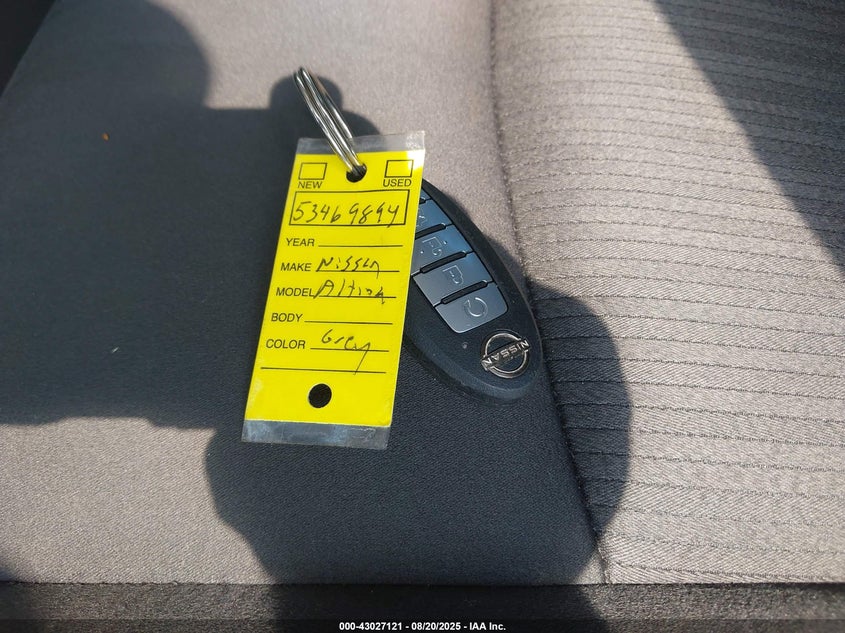 NEW USED
53469894
YEAR
MAKE Nissan
MODEL Altima
BODY
COLOR Grey
NISSAN
000-43027121 - 08/20/2025 - IAA Inc.